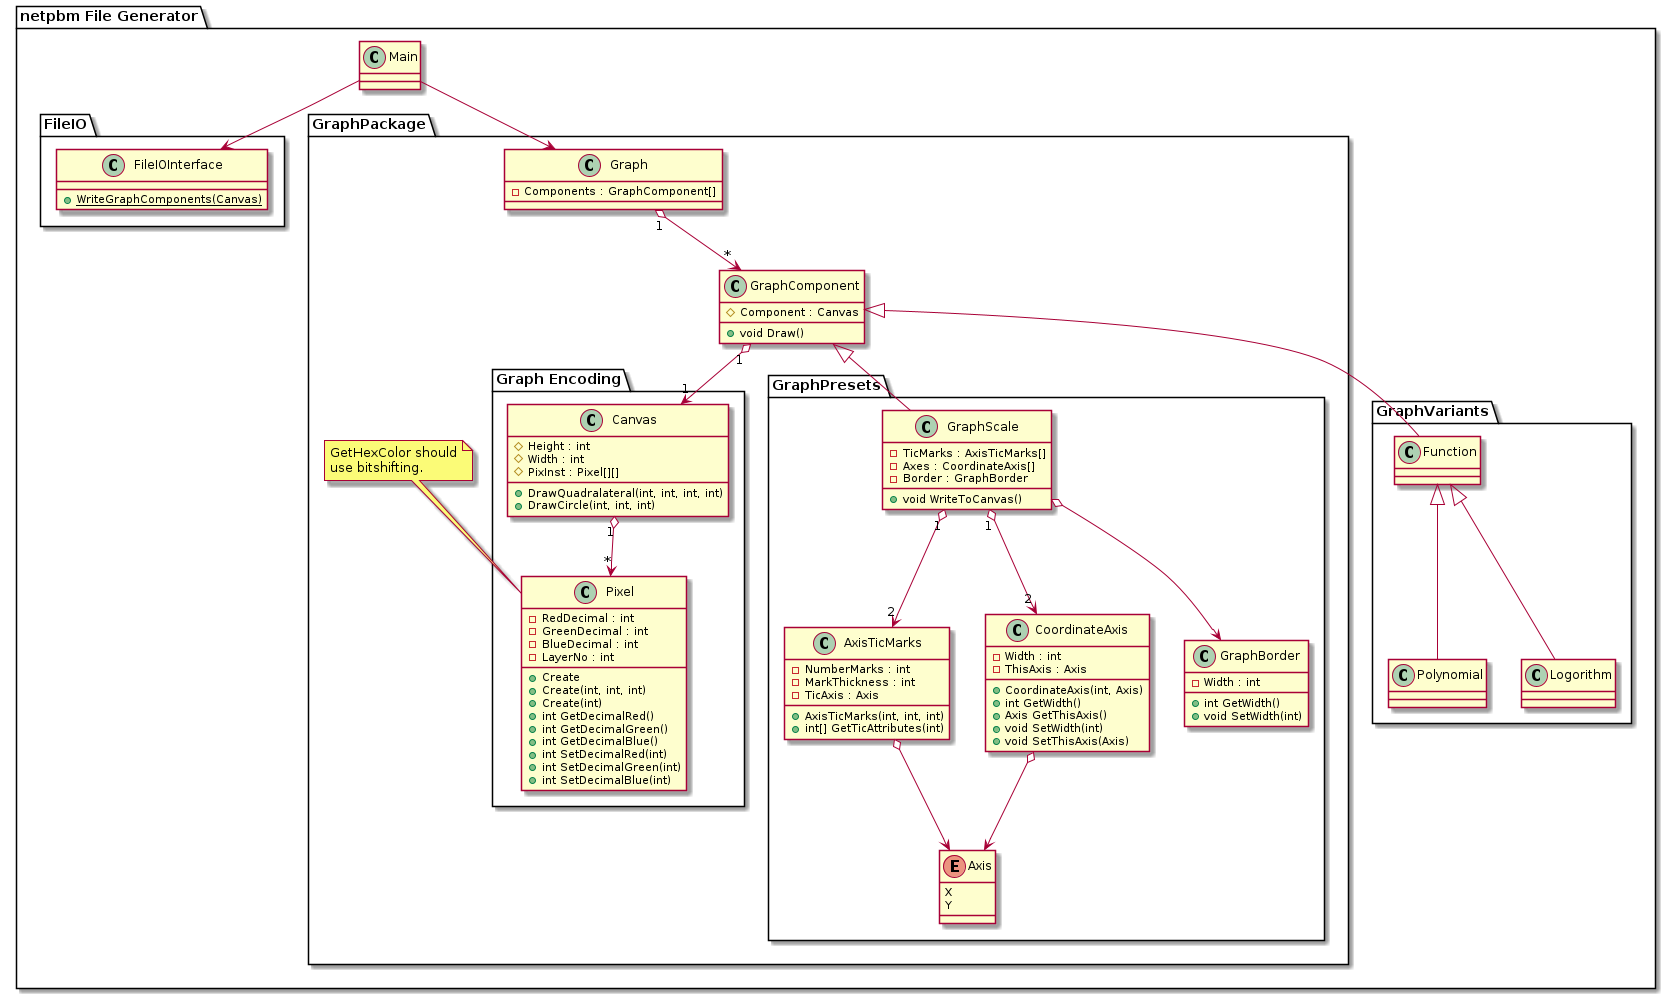 netpbm File Generator
C Main
FileIO
C FileIOInterface
WriteGraphComponents(Canvas)
GraphPackage
C Graph
Components : GraphComponent[]
1
*
C GraphComponent
Component : Canvas
void Draw()
1
1
Graph Encoding
C Canvas
Height : int
Width : int
PixInst : Pixel[][]
DrawQuadralateral(int, int, int, int)
DrawCircle(int, int, int)
1
*
GetHexColor should
use bitshifting.
C Pixel
RedDecimal : int
GreenDecimal : int
BlueDecimal : int
LayerNo : int
Create
Create(int, int, int)
Create(int)
int GetDecimalRed()
int GetDecimalGreen()
int GetDecimalBlue()
int SetDecimalRed(int)
int SetDecimalGreen(int)
int SetDecimalBlue(int)
GraphPresets
C GraphScale
TicMarks : AxisTicMarks[]
Axes : CoordinateAxis[]
Border : GraphBorder
void WriteToCanvas()
1
1
2
2
C AxisTicMarks
NumberMarks : int
MarkThickness : int
TicAxis : Axis
AxisTicMarks(int, int, int)
int[] GetTicAttributes(int)
C CoordinateAxis
Width : int
ThisAxis : Axis
CoordinateAxis(int, Axis)
int GetWidth()
Axis GetThisAxis()
void SetWidth(int)
void SetThisAxis(Axis)
C GraphBorder
Width : int
int GetWidth()
void SetWidth(int)
E Axis
X
Y
GraphVariants
C Function
C Polynomial
C Logorithm